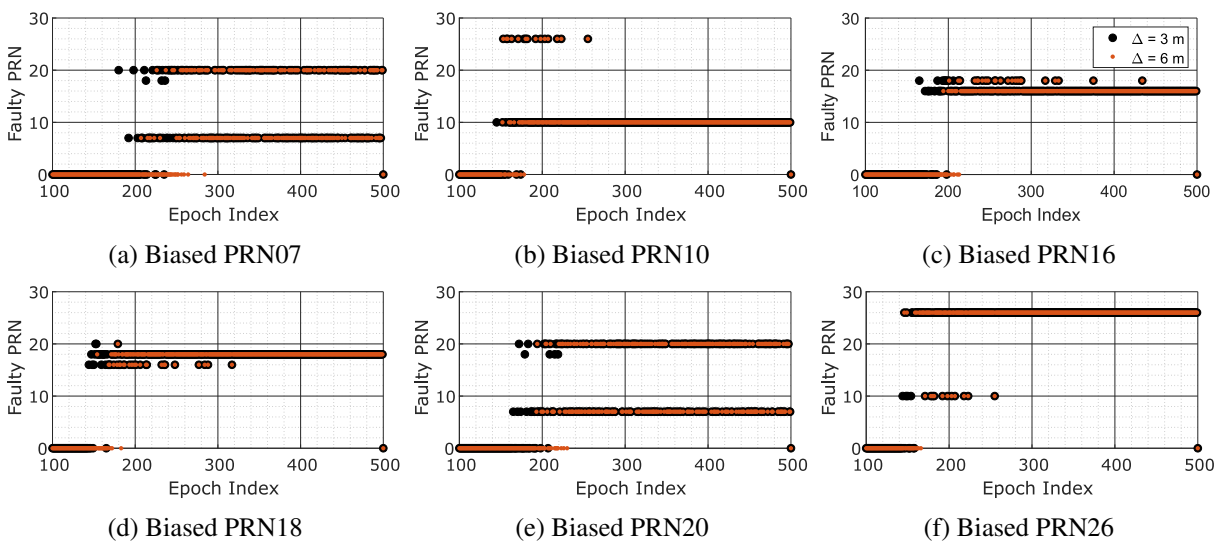 30
20
10
0
Faulty PRN
100 200 300 400 500
Epoch Index
(a) Biased PRN07
30
20
10
0
Faulty PRN
100 200 300 400 500
Epoch Index
(b) Biased PRN10
30
20
10
0
Faulty PRN
Δ = 3 m
Δ = 6 m
100 200 300 400 500
Epoch Index
(c) Biased PRN16
30
20
10
0
Faulty PRN
100 200 300 400 500
Epoch Index
(d) Biased PRN18
30
20
10
0
Faulty PRN
100 200 300 400 500
Epoch Index
(e) Biased PRN20
30
20
10
0
Faulty PRN
100 200 300 400 500
Epoch Index
(f) Biased PRN26